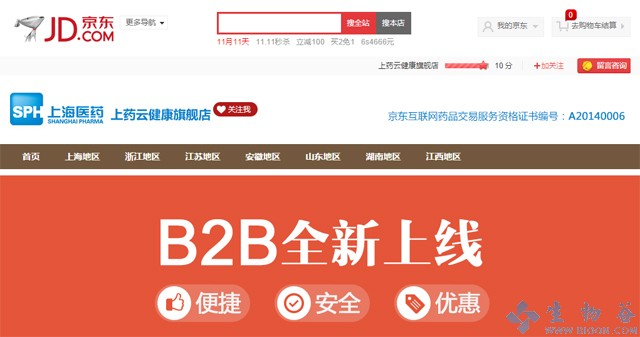 JD京东
.COM
更多导航
搜全站 搜本店
11月11天 11.11秒杀 立减100 买2免1 6s4666元
我的京东
0
去购物车结算
上药云健康旗舰店 10 分 +加关注 留言咨询
SPH 上海医药
SHANGHAI PHARMA
上药云健康旗舰店
关注我
京东互联网药品交易服务资格证书编号：A20140006
首页 上海地区 浙江地区 江苏地区 安徽地区 山东地区 湖南地区 江西地区
B2B全新上线
便捷 安全 优惠
生物谷
WWW.BIOON.COM